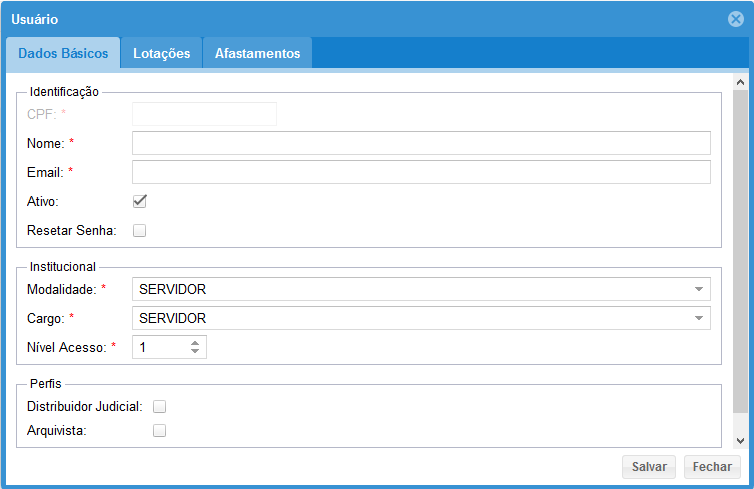 Usuário
Dados Básicos Lotações Afastamentos
Identificação
CPF: *
Nome: *
Email: *
Ativo:
Resetar Senha:
Institucional
Modalidade: * SERVIDOR
Cargo: * SERVIDOR
Nível Acesso: * 1
Perfis
Distribuidor Judicial:
Arquivista:
Salvar Fechar